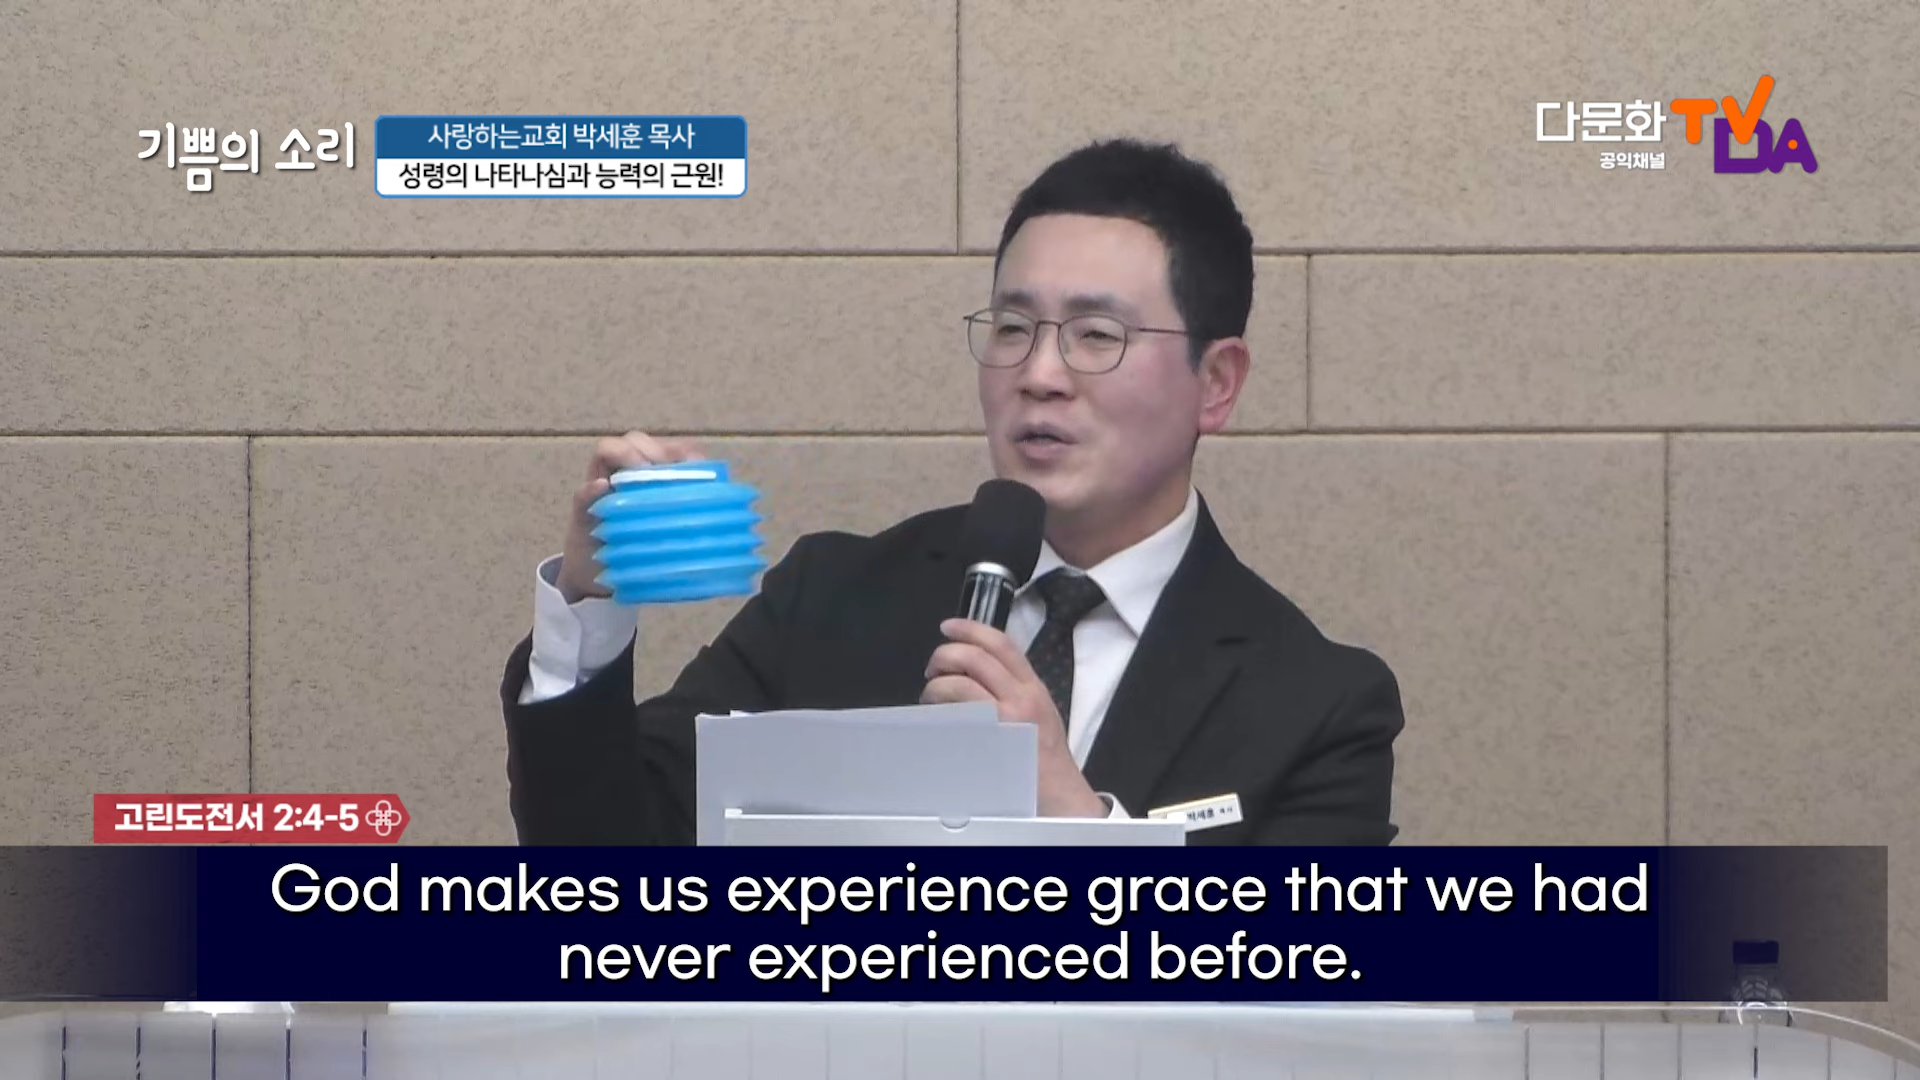 기쁨의 소리
사랑하는교회 박세훈 목사
성령의 나타나심과 능력의 근원!
다문화 TV
DA
공익채널
박세훈 목사
고린도전서 2:4-5
God makes us experience grace that we had
never experienced before.